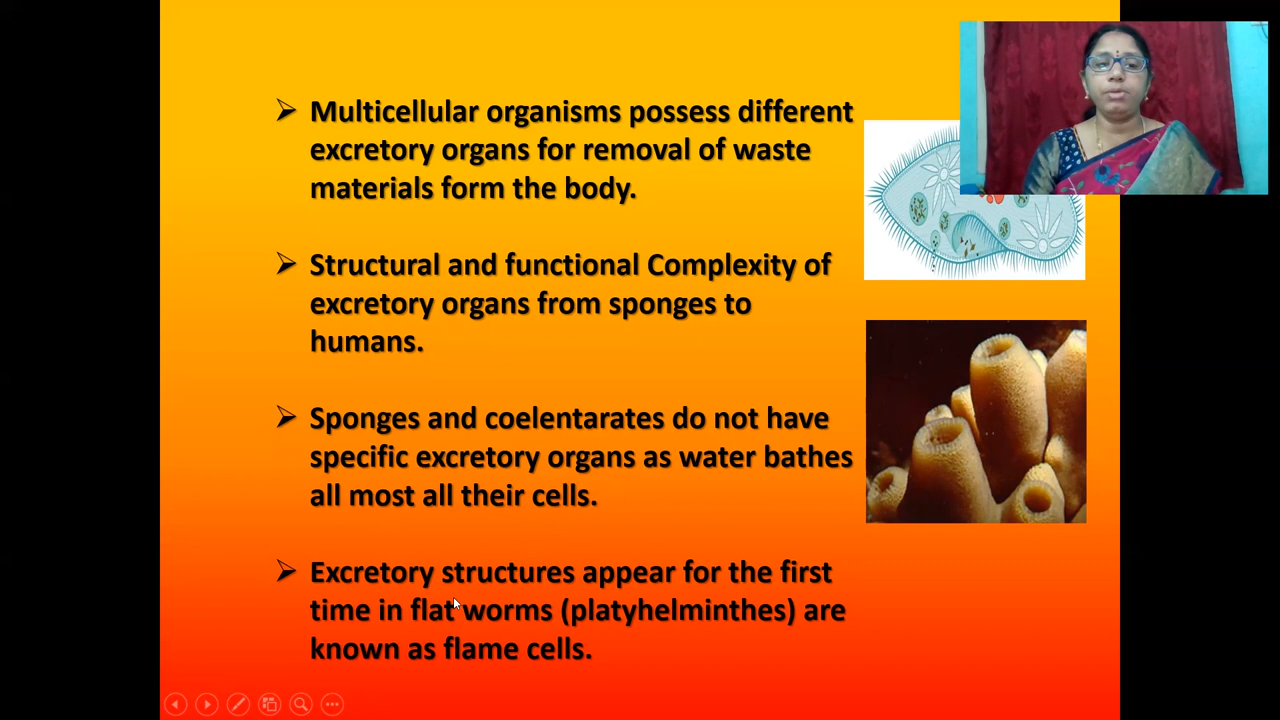 Multicellular organisms possess different
excretory organs for removal of waste
materials form the body.
Structural and functional Complexity of
excretory organs from sponges to
humans.
Sponges and coelentarates do not have
specific excretory organs as water bathes
all most all their cells.
Excretory structures appear for the first
time in flat worms (platyhelminthes) are
known as flame cells.